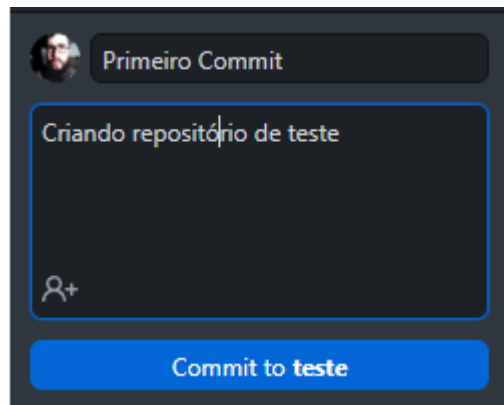 Primeiro Commit
Criando repositório de teste
Commit to teste